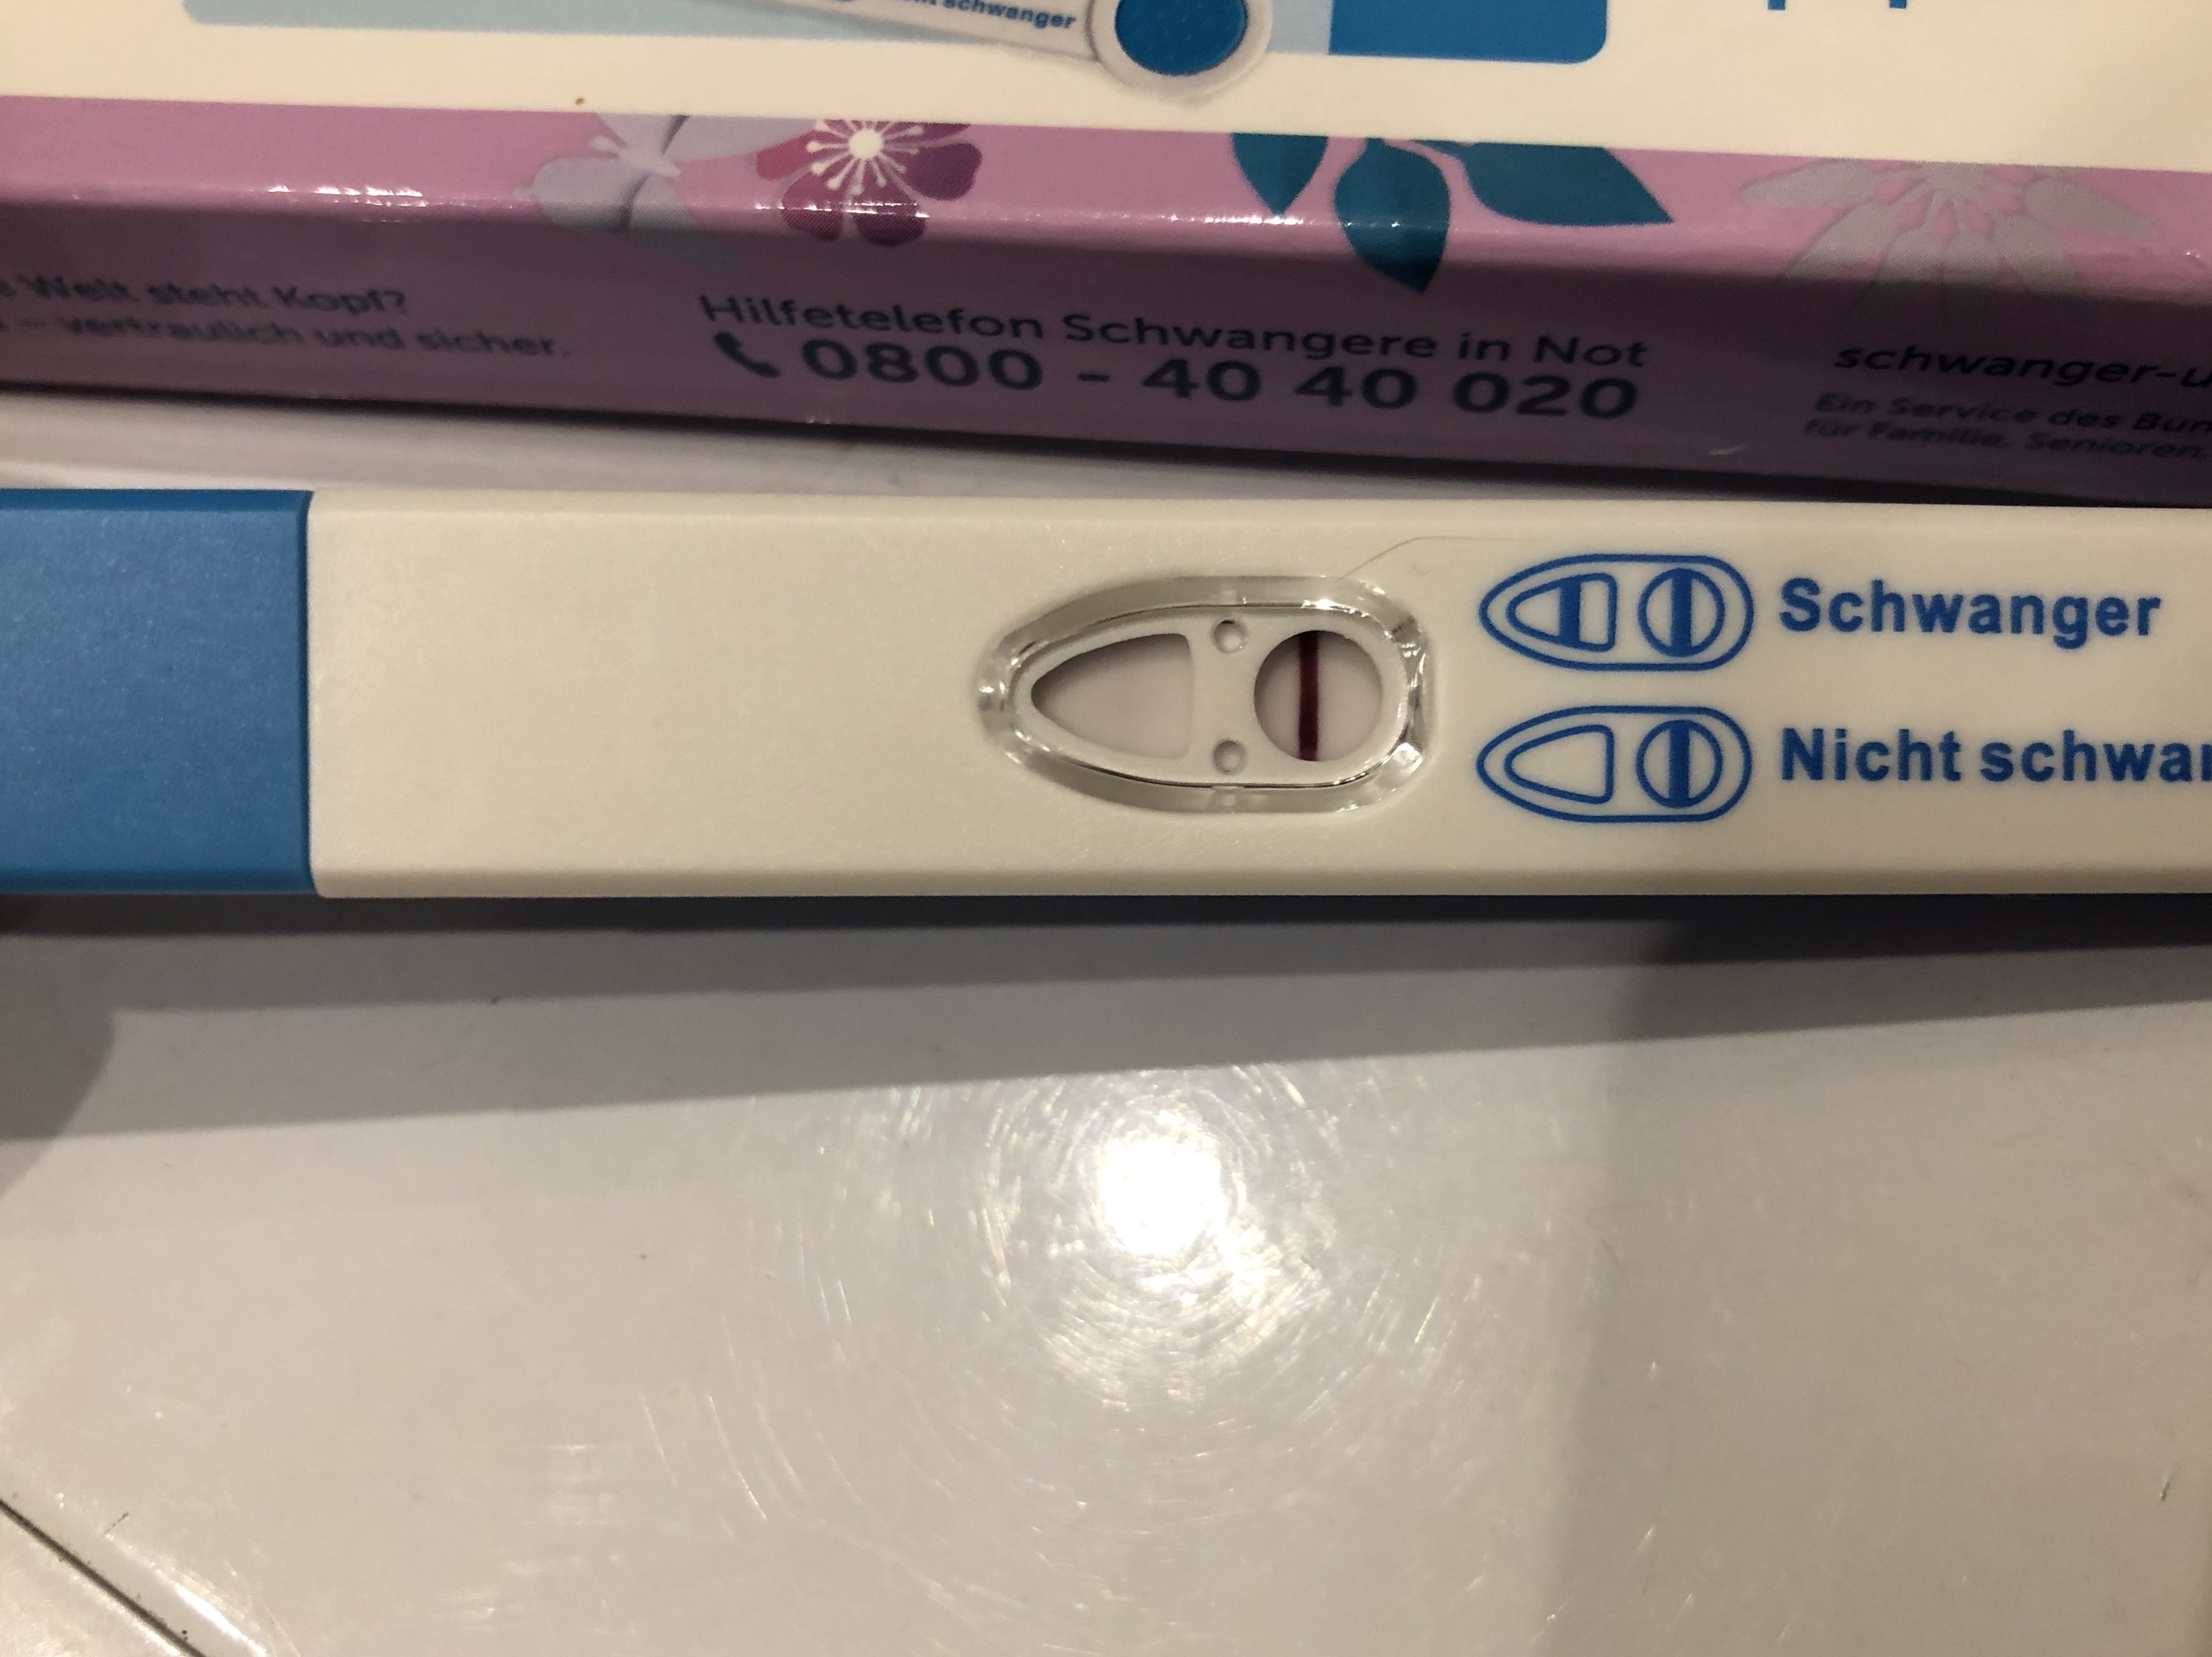 schwanger
Welt steht Kopf?
– vertraulich und sicher.
Hilfetelefon Schwangere in Not
0800 - 40 40 020
schwanger-u
Ein Service des Bun
für Familie, Senioren,
Schwanger
Nicht schwan